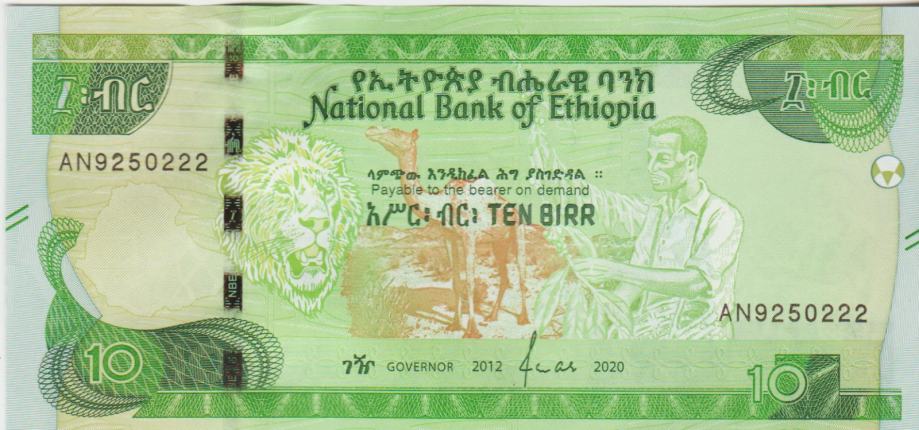 ፲፡ብር
የኢትዮጵያ ብሔራዊ ባንክ
፲፡ብር
National Bank of Ethiopia
AN9250222
ላምጭው እንዲከፈል ሕግ ያስገድዳል ።
Payable to the bearer on demand
አሥር፡ ብር፡ TEN BIRR
NBE
AN9250222
10
ገዥ GOVERNOR 2012 2020
10